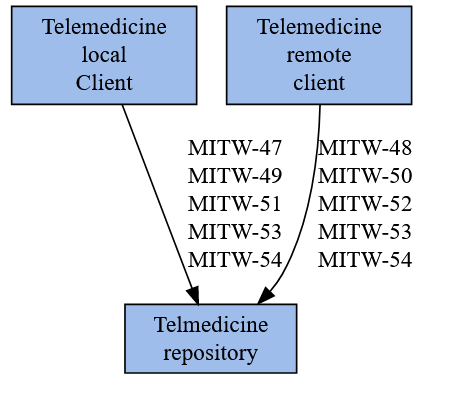 Telemedicine
local
Client
Telemedicine
remote
client
MITW-47
MITW-49
MITW-51
MITW-53
MITW-54
MITW-48
MITW-50
MITW-52
MITW-53
MITW-54
Telmedicine
repository